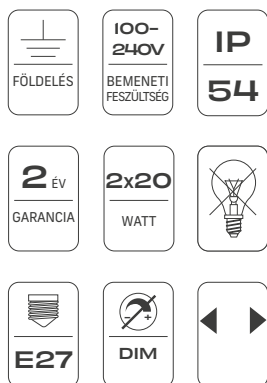 FÖLDELÉS
100-
240V
BEMENETI
FESZÜLTSÉG
IP
54
2 ÉV
GARANCIA
2x20
WATT
E27
- +
DIM